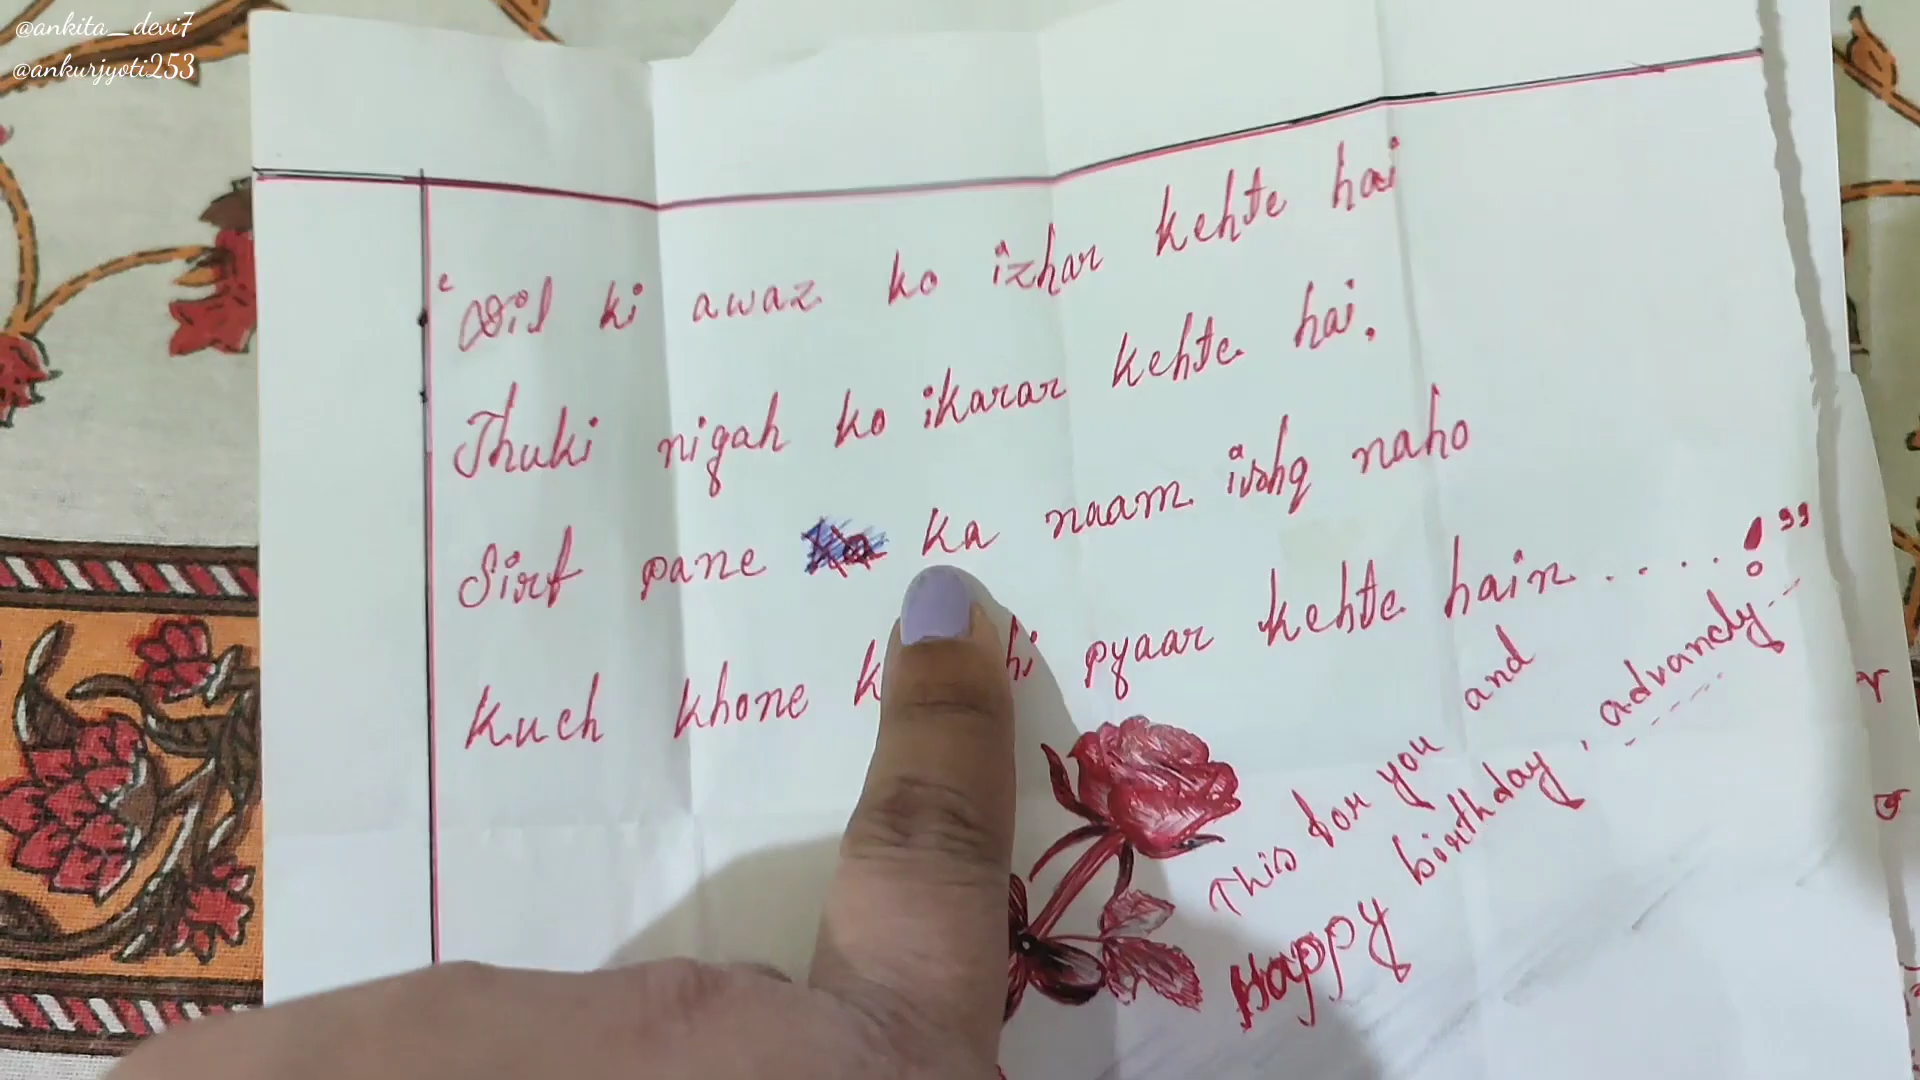 @ankita_devi7
@ankurjyoti253
"Dil ki awaz ko izhar kehte hai
Jhuki nigah ko ikarar kehte hai.
Sirf pane ka naam ishq naho
Kuch khone hi pyaar kehte hain.....!"
This for you and
Happy birthday, advancly..